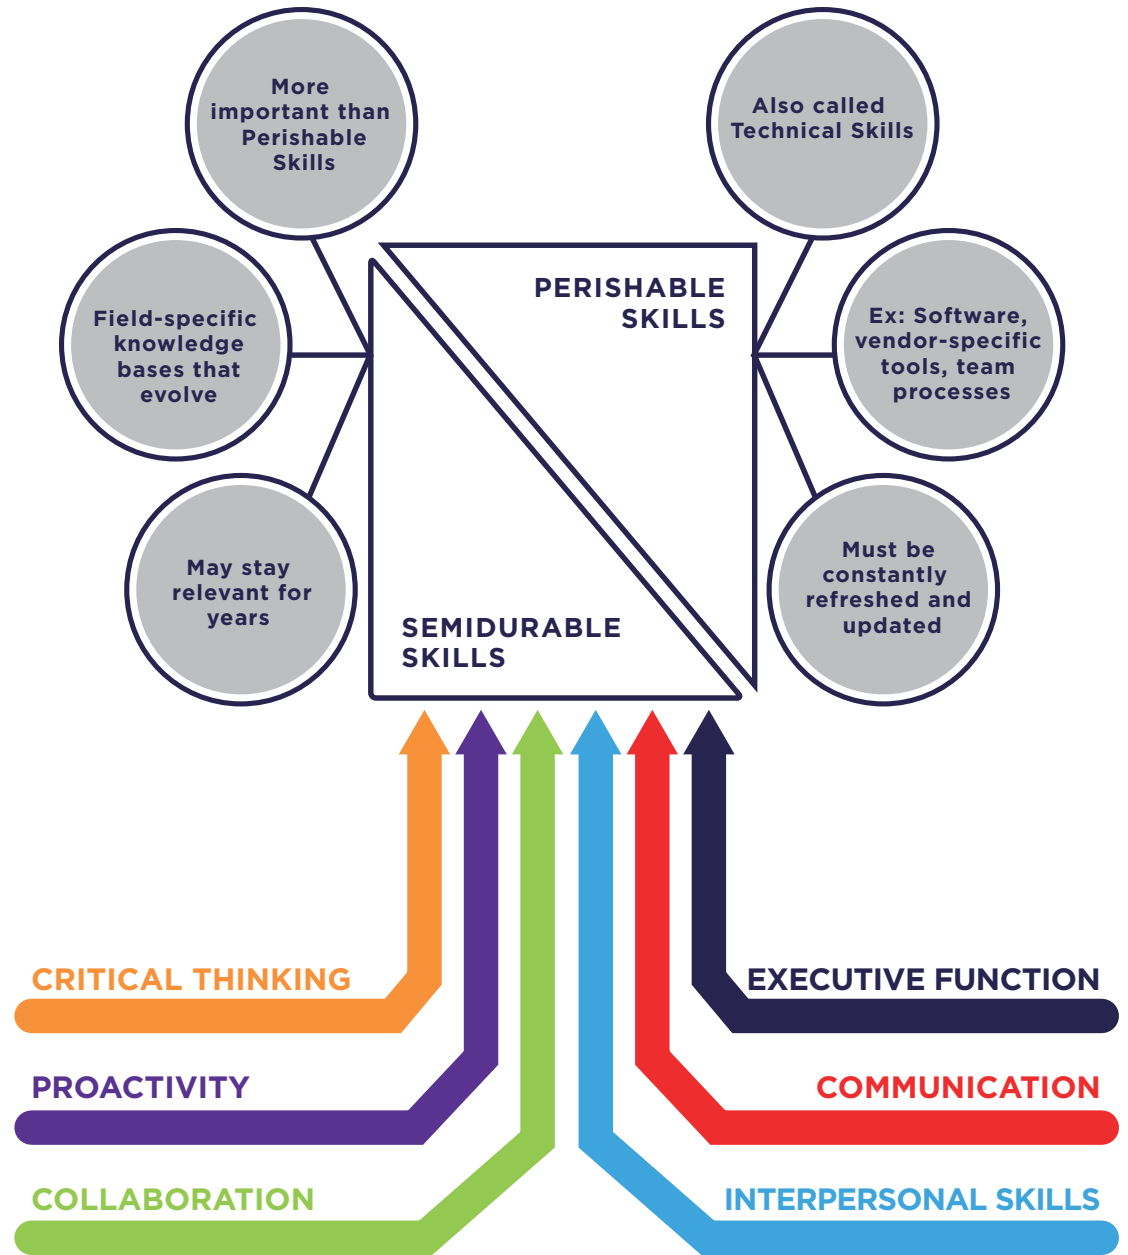 More
important than
Perishable
Skills
Also called
Technical Skills
Field-specific
knowledge
bases that
evolve
PERISHABLE
SKILLS
Ex: Software,
vendor-specific
tools, team
processes
May stay
relevant for
years
SEMIDURABLE
SKILLS
Must be
constantly
refreshed and
updated
CRITICAL THINKING
EXECUTIVE FUNCTION
PROACTIVITY
COMMUNICATION
COLLABORATION
INTERPERSONAL SKILLS